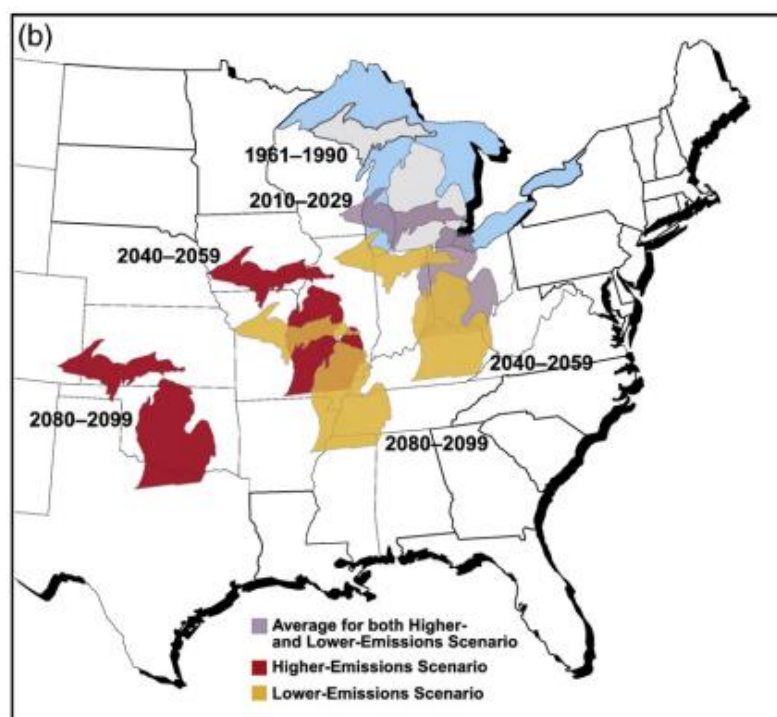 (b)
1961–1990
2010–2029
2040–2059
2040–2059
2080–2099
2080–2099
Average for both Higher-
and Lower-Emissions Scenario
Higher-Emissions Scenario
Lower-Emissions Scenario